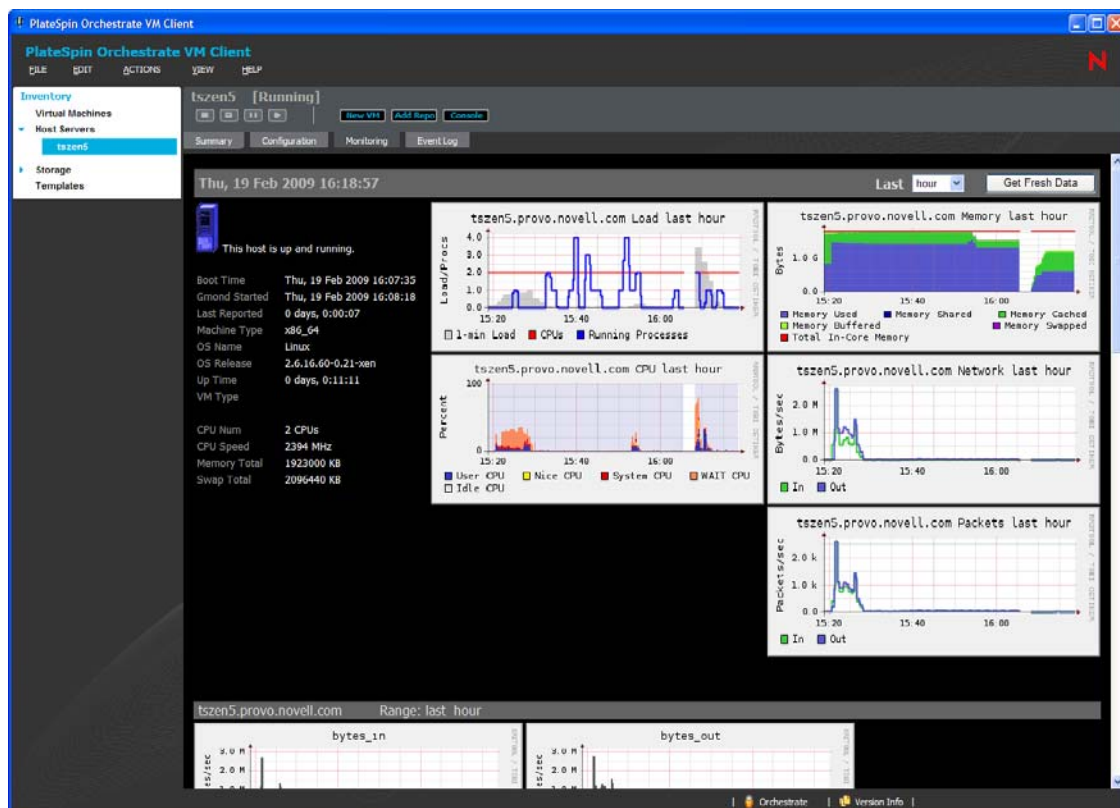 PlateSpin Orchestrate VM Client
PlateSpin Orchestrate VM Client
FILE EDIT ACTIONS VIEW HELP
N
Inventory
Virtual Machines
Host Servers
tszen5
Storage
Templates
tszen5 [Running]
New VM Add Repo Console
Summary Configuration Monitoring Event Log
Thu, 19 Feb 2009 16:18:57 Last hour Get Fresh Data
This host is up and running.
Boot Time Thu, 19 Feb 2009 16:07:35
Gmond Started Thu, 19 Feb 2009 16:08:18
Last Reported 0 days, 0:00:07
Machine Type x86_64
OS Name Linux
OS Release 2.6.16.60-0.21-xen
Up Time 0 days, 0:11:11
VM Type
CPU Num 2 CPUs
CPU Speed 2394 MHz
Memory Total 1923000 KB
Swap Total 2096440 KB
tszen5.provo.novell.com Load last hour
Load/Procs
4.0
3.0
2.0
1.0
0.0
15:20 15:40 16:00
1-min Load CPUs Running Processes
tszen5.provo.novell.com CPU last hour
Percent
100
0
15:20 15:40 16:00
User CPU Nice CPU System CPU WAIT CPU
Idle CPU
tszen5.provo.novell.com Memory last hour
Bytes
1.0 G
0.0
15:20 15:40 16:00
Memory Used Memory Shared Memory Cached
Memory Buffered Memory Swapped
Total In-Core Memory
tszen5.provo.novell.com Network last hour
Bytes/sec
2.0 M
1.0 M
0.0
15:20 15:40 16:00
In Out
tszen5.provo.novell.com Packets last hour
Packets/sec
2.0 k
1.0 k
0.0
15:20 15:40 16:00
In Out
tszen5.provo.novell.com Range: last hour
bytes_in
3.0 M
2.0 M
bytes_out
3.0 M
2.0 M
Orchestrate | Version Info |